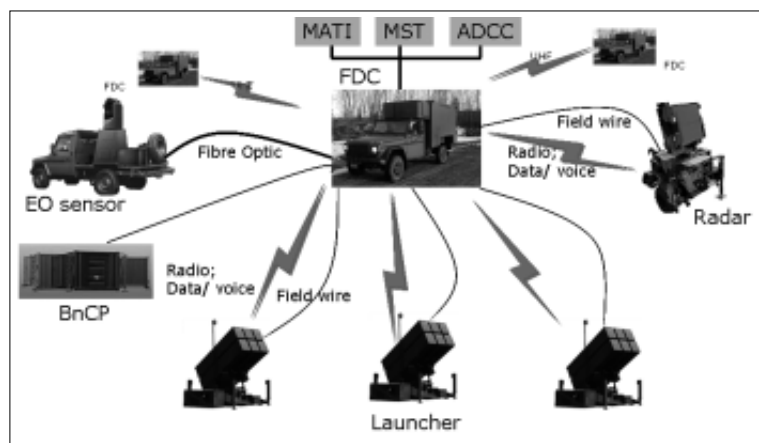 MATI MST ADCC
FDC
UHF
FDC
FDC
Field wire
Fibre Optic
Radio;
Data/ voice
EO sensor
Radar
Radio;
Data/ voice
Field wire
BnCP
Launcher